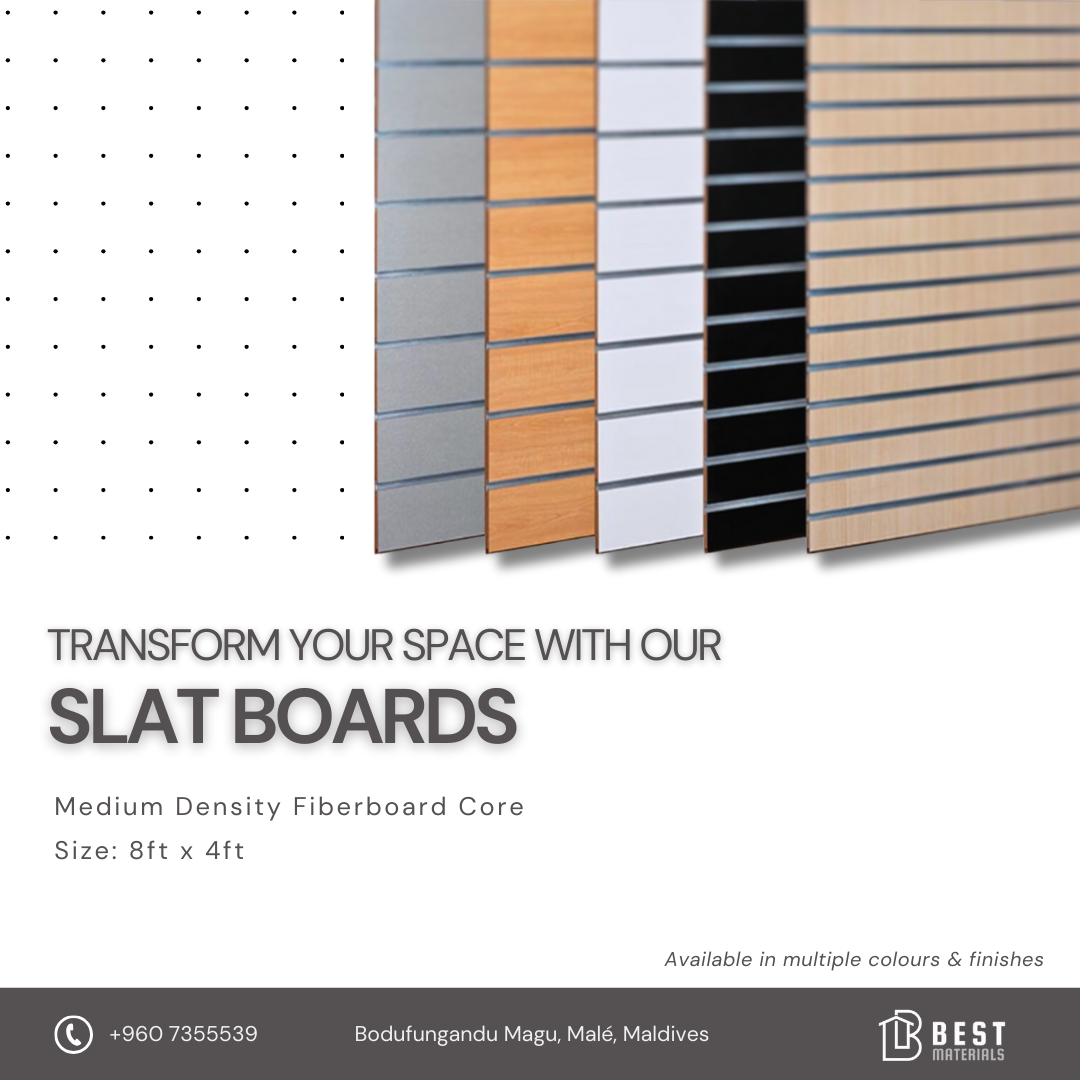 TRANSFORM YOUR SPACE WITH OUR
SLAT BOARDS
Medium Density Fiberboard Core
Size: 8ft x 4ft
Available in multiple colours & finishes
+960 7355539
Bodufungandu Magu, Malé, Maldives
BEST
MATERIALS